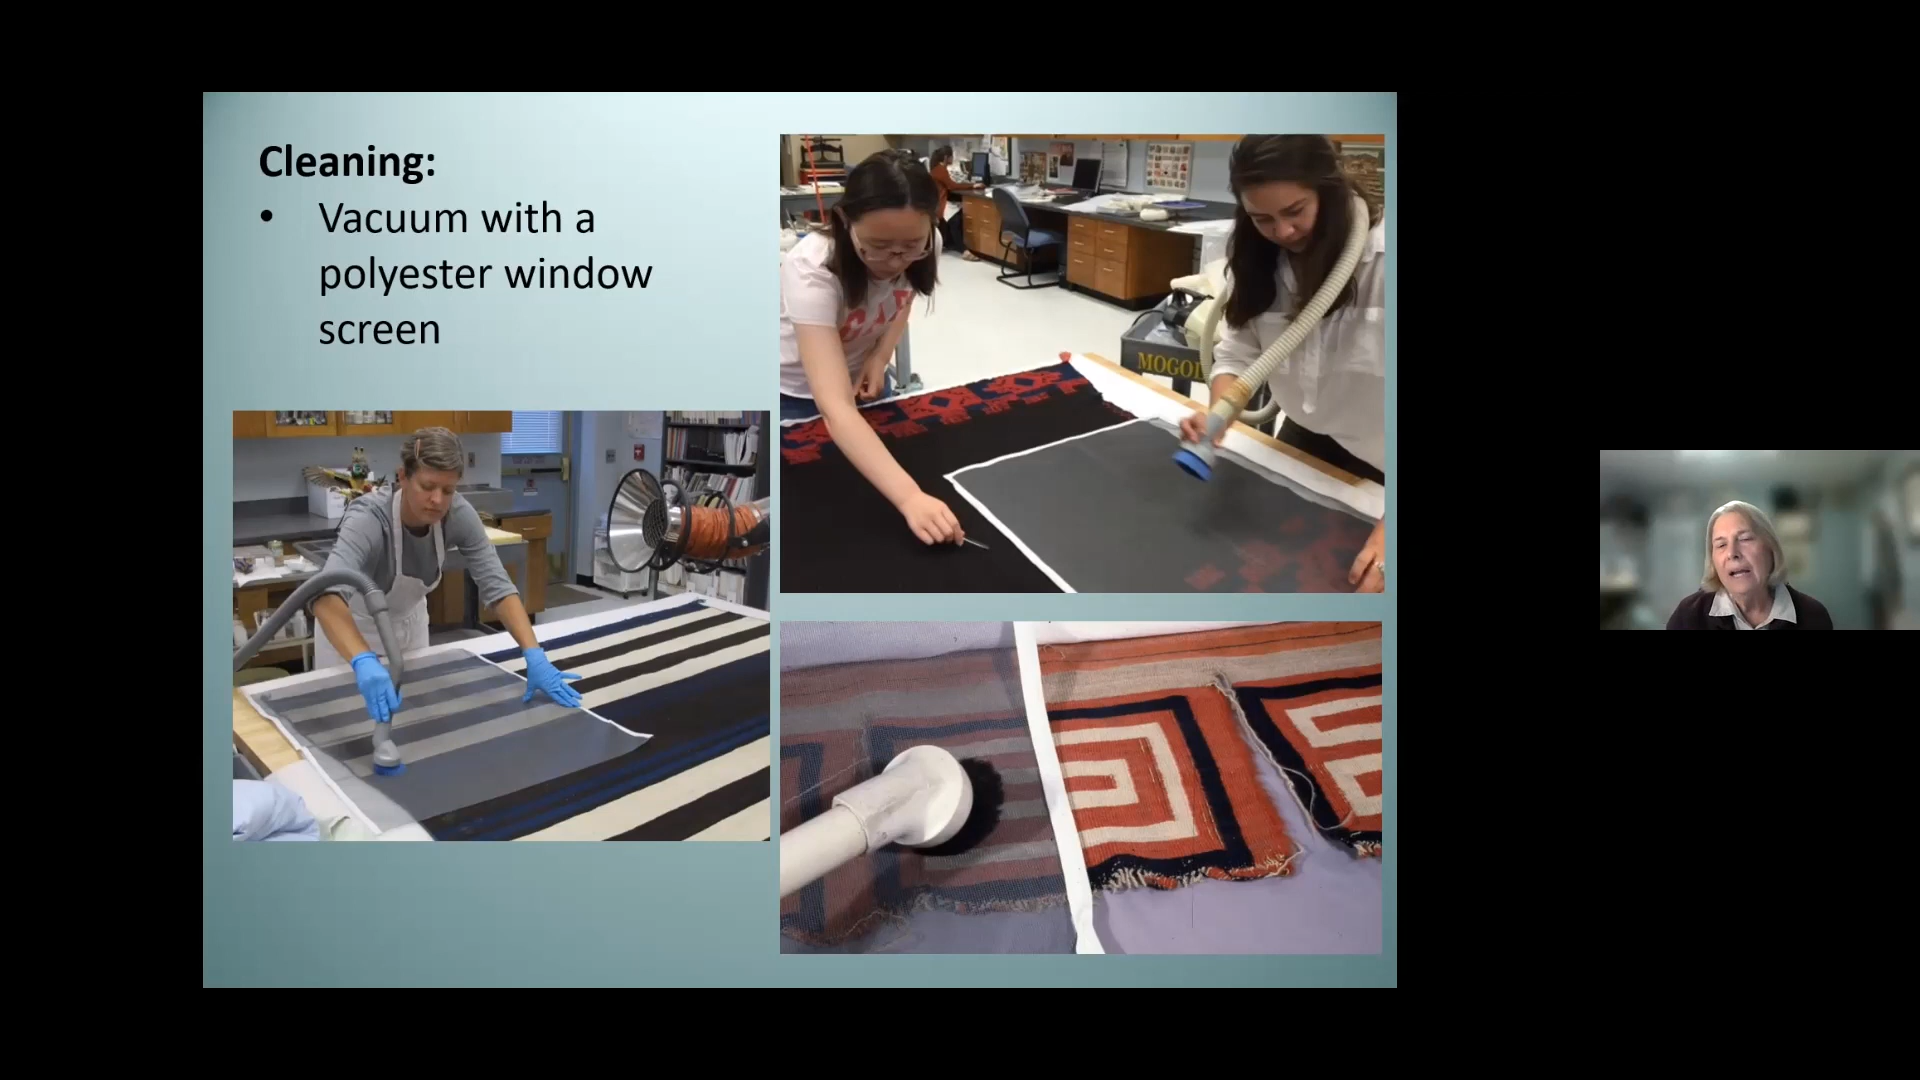 Cleaning:
• Vacuum with a
polyester window
screen
MOGOL